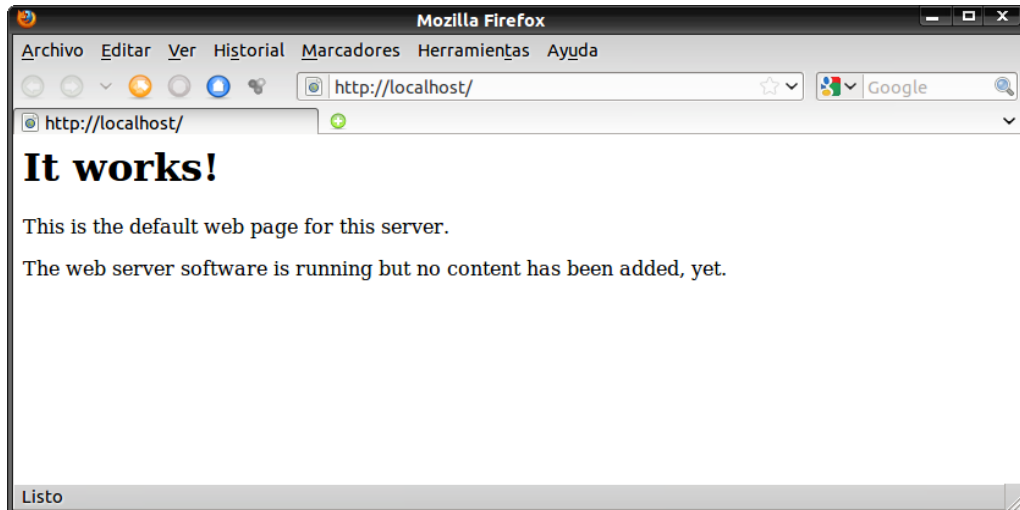 Mozilla Firefox
Archivo Editar Ver Historial Marcadores Herramientas Ayuda
http://localhost/ Google
http://localhost/
It works!
This is the default web page for this server.
The web server software is running but no content has been added, yet.
Listo